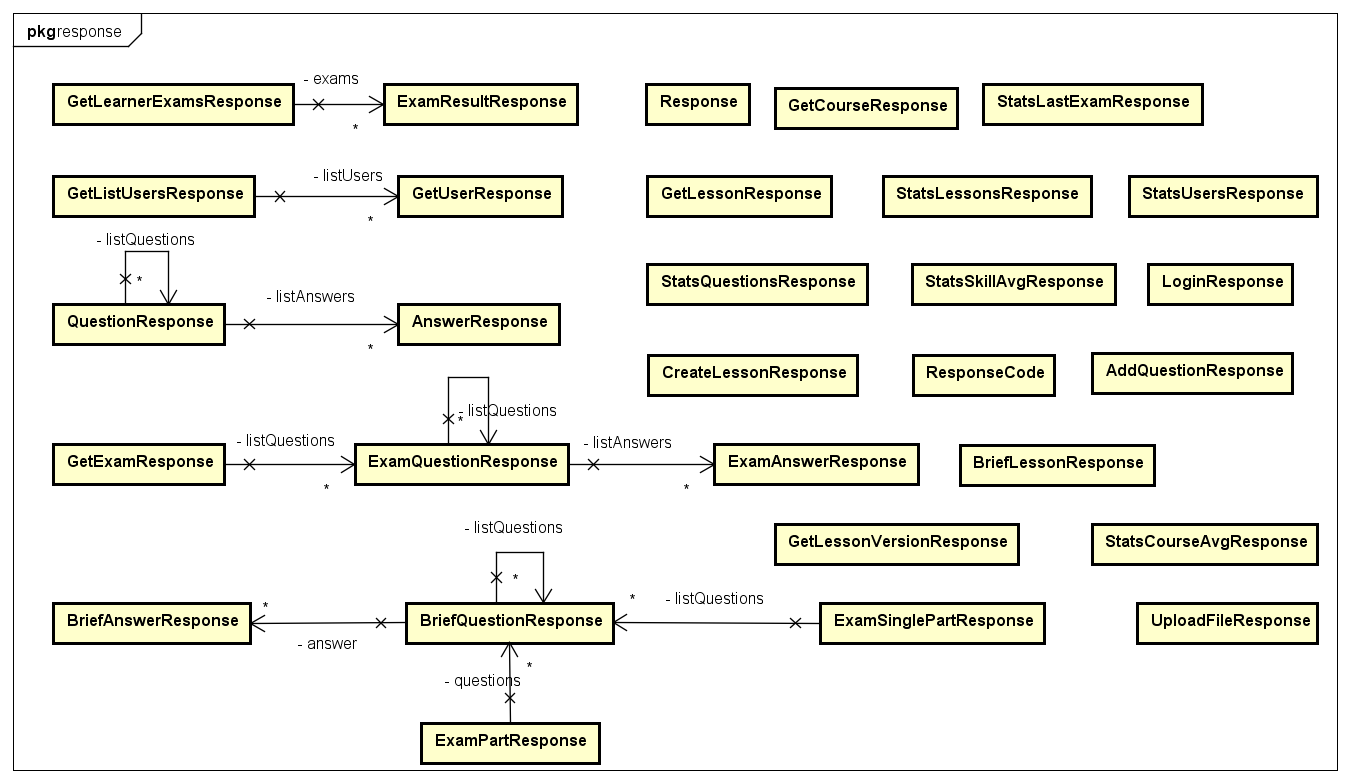 pkg response
- exams
GetLearnerExamsResponse
ExamResultResponse
*
Response
GetCourseResponse
StatsLastExamResponse
- listUsers
GetListUsersResponse
GetUserResponse
*
GetLessonResponse
StatsLessonsResponse
StatsUsersResponse
- listQuestions
*
- listAnswers
QuestionResponse
AnswerResponse
*
StatsQuestionsResponse
StatsSkillAvgResponse
LoginResponse
CreateLessonResponse
ResponseCode
AddQuestionResponse
- listQuestions
*
- listQuestions
- listAnswers
GetExamResponse
ExamQuestionResponse
ExamAnswerResponse
BriefLessonResponse
*
*
- listQuestions
*
GetLessonVersionResponse
StatsCourseAvgResponse
*
*
- listQuestions
BriefAnswerResponse
BriefQuestionResponse
ExamSinglePartResponse
UploadFileResponse
- answer
*
- questions
ExamPartResponse